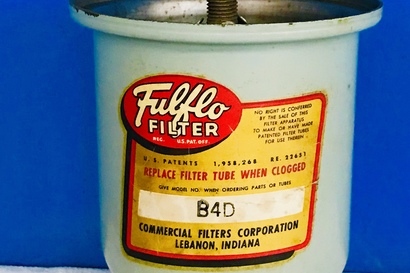 Fulflo
FILTER
REG. U.S. PAT. OFF.
NO RIGHT IS CONFERED
BY THE SALE OF THIS
FILTER APPARATUS
TO MAKE OR HAVE MADE
PATENTED FILTER TUBES
FOR USE THEREIN
U.S. PATENTS 1,958,268 RE. 22651
REPLACE FILTER TUBE WHEN CLOGGED
GIVE MODEL NO. WHEN ORDERING PARTS OR TUBES
B4D
COMMERCIAL FILTERS CORPORATION
LEBANON, INDIANA